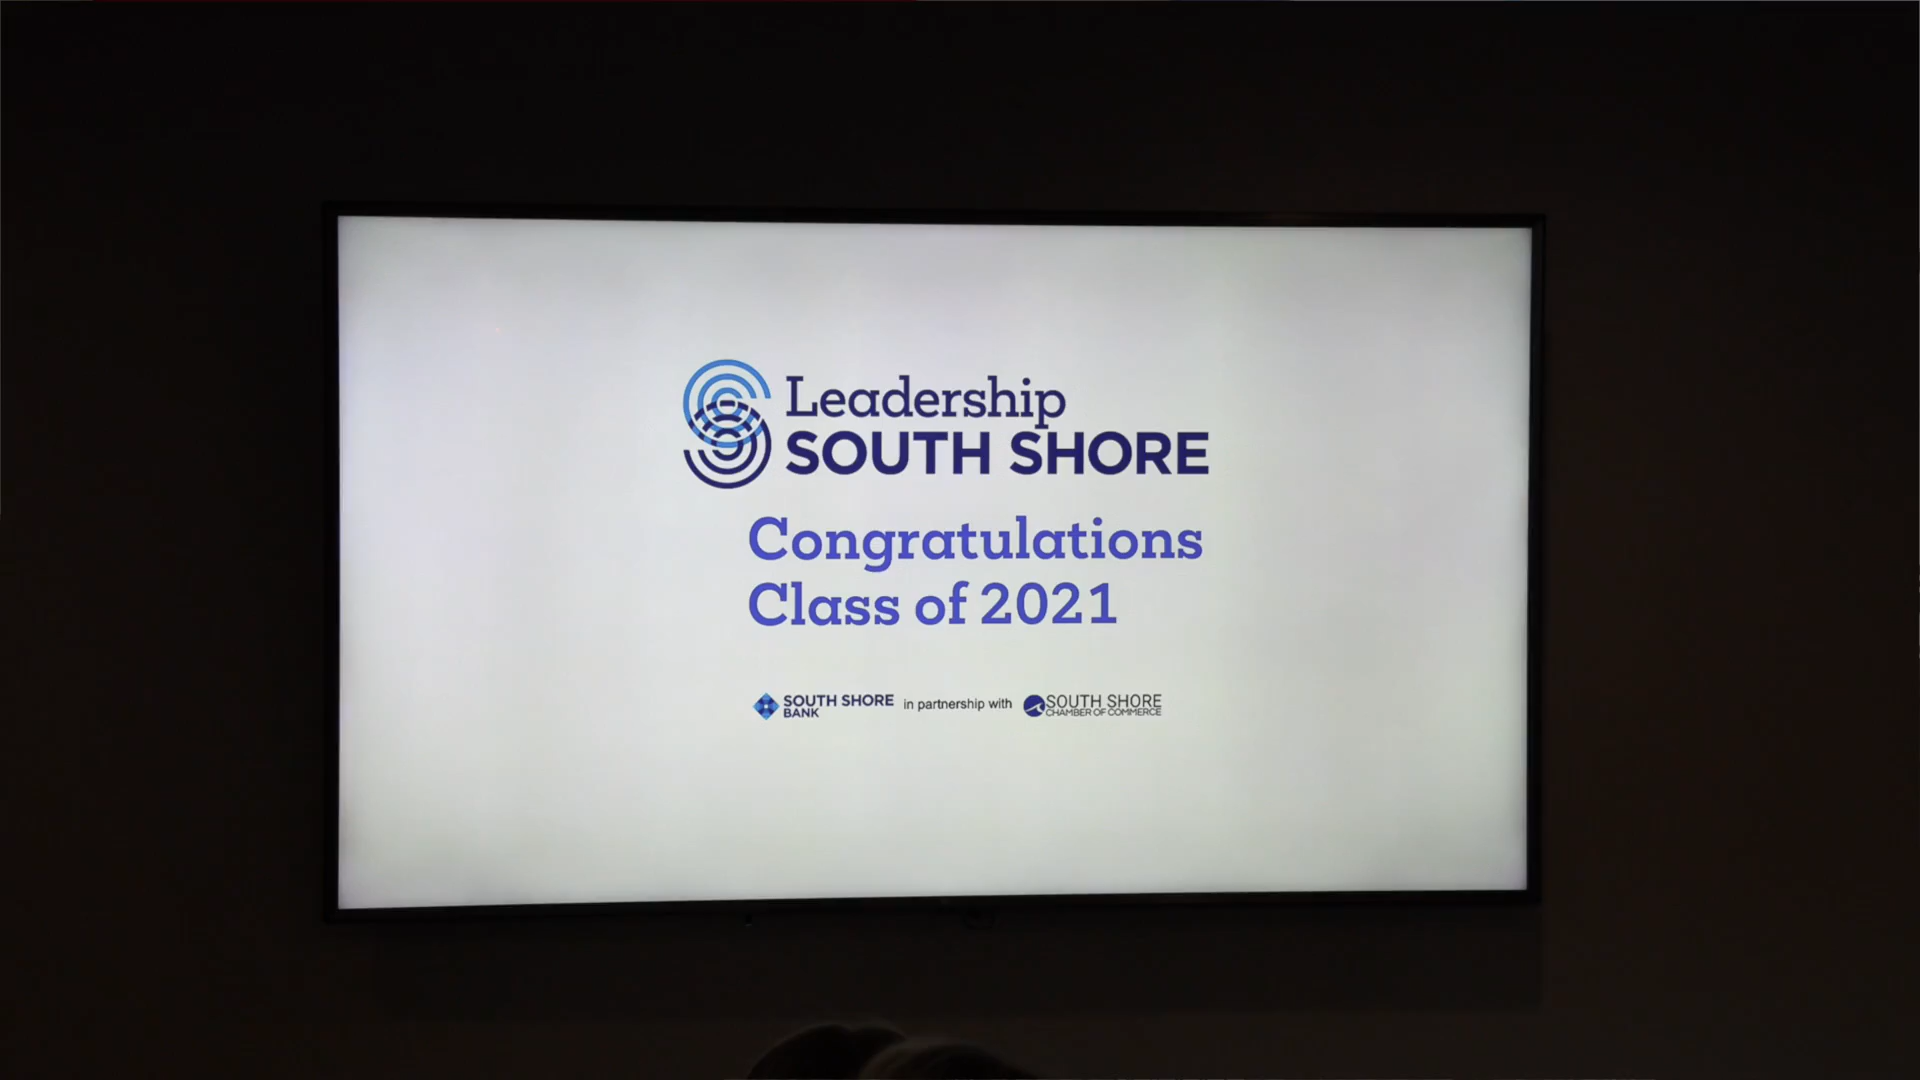 Leadership
SOUTH SHORE
Congratulations
Class of 2021
SOUTH SHORE
BANK
in partnership with
SOUTH SHORE
CHAMBER OF COMMERCE